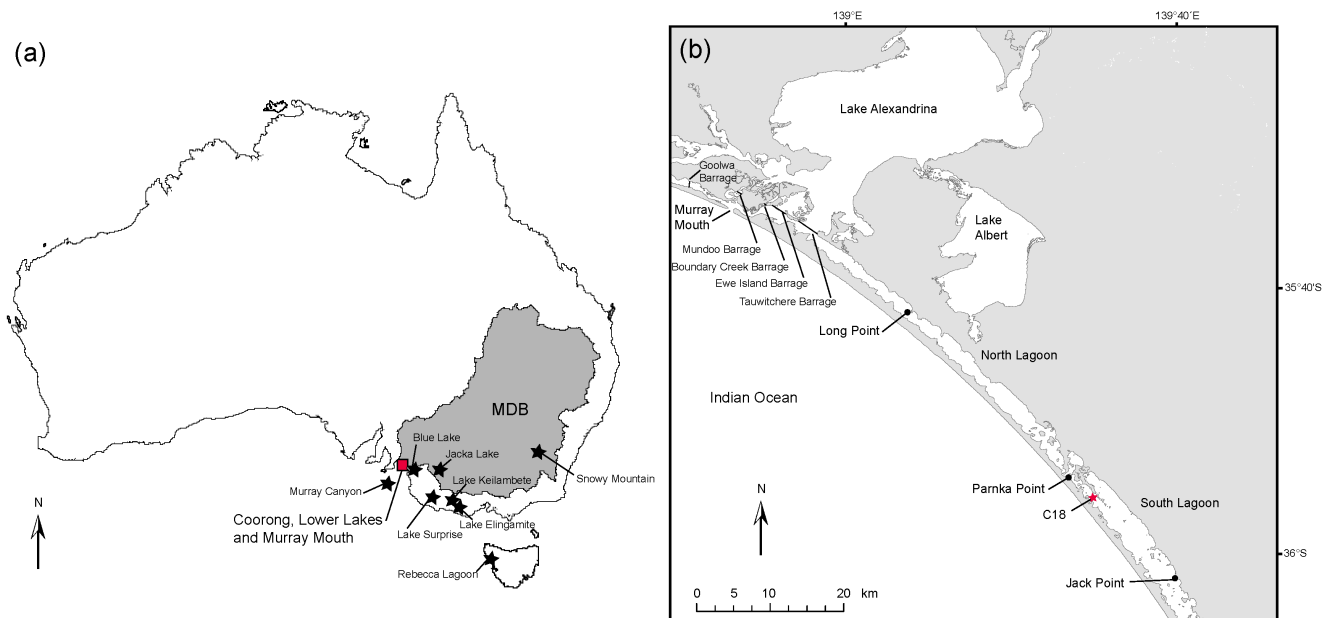 (a)
MDB
Blue Lake
Jacka Lake
Lake Keilambete
Snowy Mountain
Murray Canyon
Coorong, Lower Lakes
and Murray Mouth
Lake Elingamite
Lake Surprise
Rebecca Lagoon
N
139°E
139°40´E
(b)
Lake Alexandrina
Goolwa
Barrage
Murray
Mouth
Lake
Albert
Mundoo Barrage
Boundary Creek Barrage
Ewe Island Barrage
Tauwitchere Barrage
35°40'S
Long Point
North Lagoon
Indian Ocean
Parnka Point
C18
South Lagoon
N
36°S
Jack Point
0 5 10 20 km